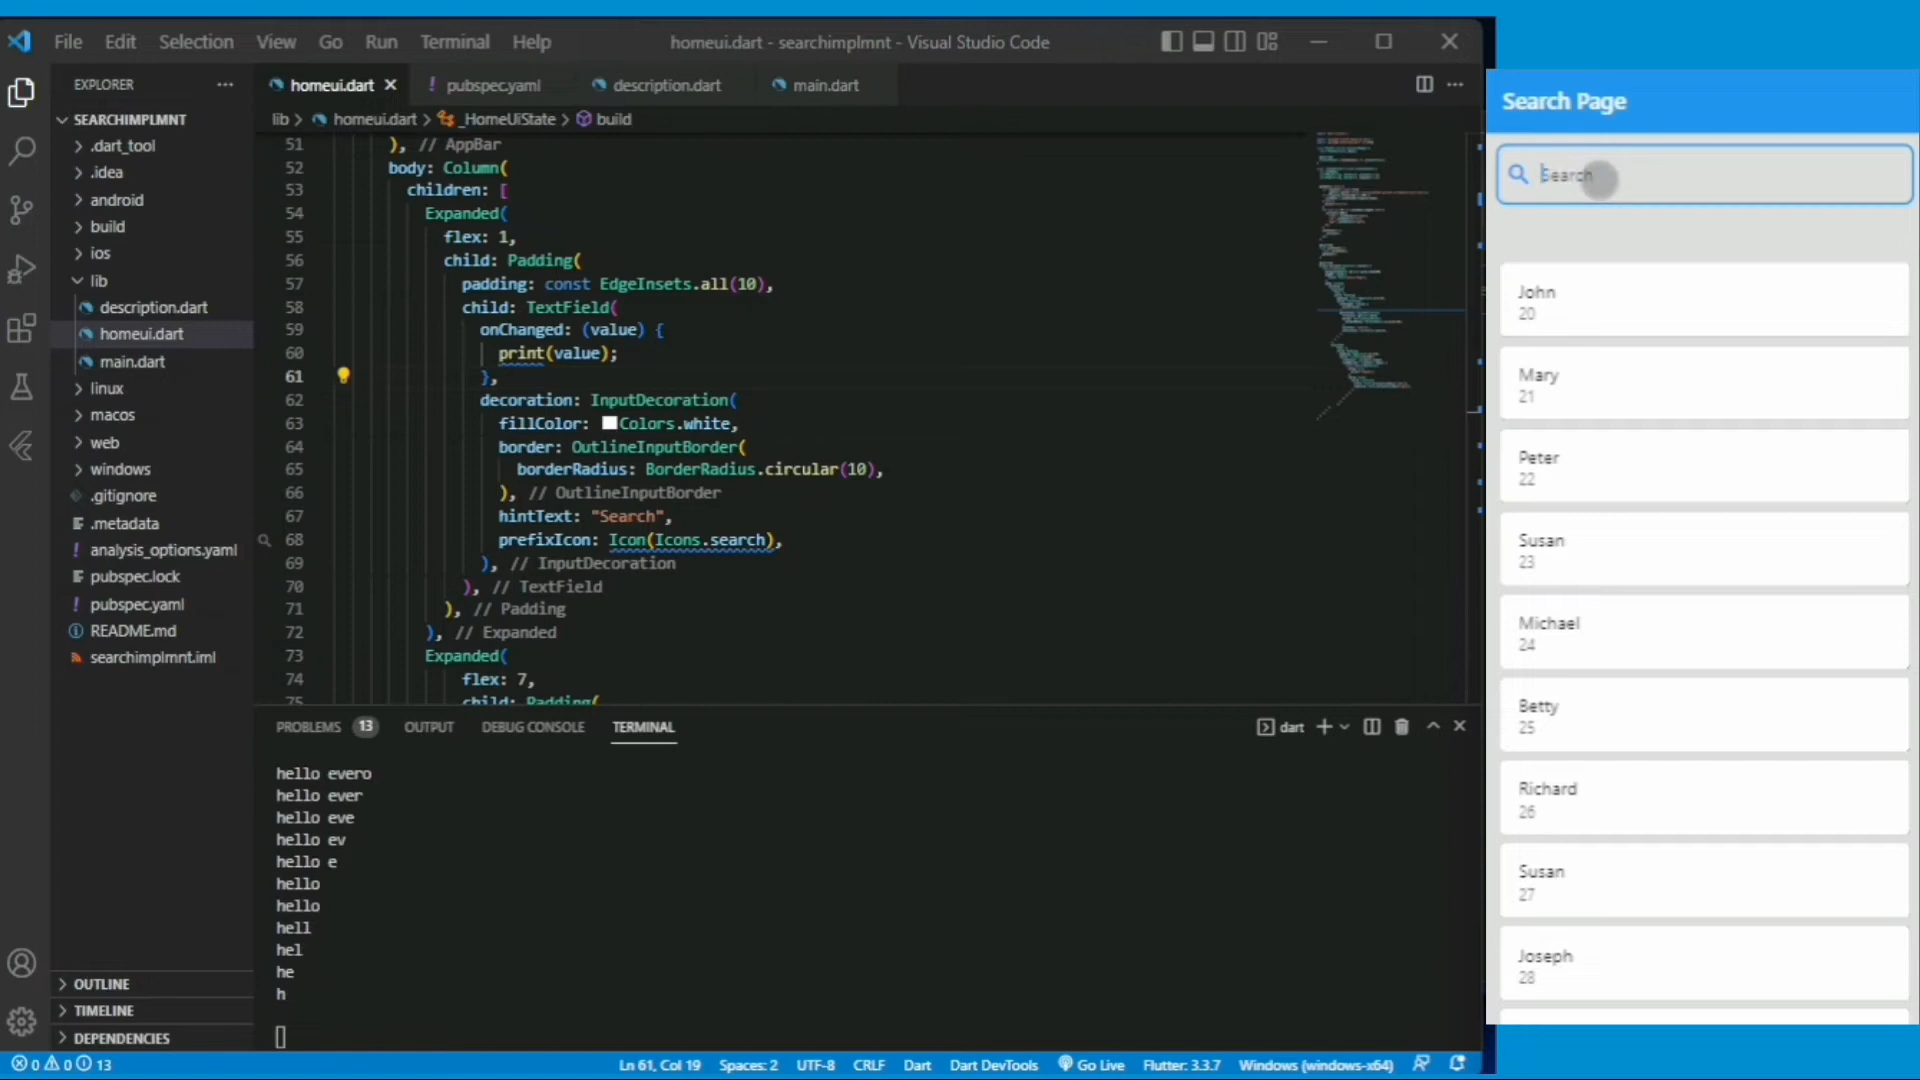 File Edit Selection View Go Run Terminal Help
homeui.dart - searchimplmnt - Visual Studio Code
EXPLORER
SEARCHIMPLMNT
.dart_tool
.idea
android
build
ios
lib
description.dart
homeui.dart
main.dart
linux
macos
web
windows
.gitignore
.metadata
analysis_options.yaml
pubspec.lock
pubspec.yaml
README.md
searchimplmnt.iml
OUTLINE
TIMELINE
DEPENDENCIES
homeui.dart pubspec.yaml description.dart main.dart
lib > homeui.dart > _HomeUiState > build
51 ), // AppBar
52 body: Column(
53 children: [
54 Expanded(
55 flex: 1,
56 child: Padding(
57 padding: const EdgeInsets.all(10),
58 child: TextField(
59 onChanged: (value) {
60 print(value);
61 },
62 decoration: InputDecoration(
63 fillColor: Colors.white,
64 border: OutlineInputBorder(
65 borderRadius: BorderRadius.circular(10),
66 ), // OutlineInputBorder
67 hintText: "Search",
68 prefixIcon: Icon(Icons.search),
69 ), // InputDecoration
70 ), // TextField
71 ), // Padding
72 ), // Expanded
73 Expanded(
74 flex: 7,
75 child: Padding(
PROBLEMS 13 OUTPUT DEBUG CONSOLE TERMINAL
dart
hello evero
hello ever
hello eve
hello ev
hello e
hello
hello
hell
hel
he
h
0 0 13
Ln 61, Col 19 Spaces: 2 UTF-8 CRLF Dart Dart DevTools Go Live Flutter: 3.3.7 Windows (windows-x64)
Search Page
Search
John
20
Mary
21
Peter
22
Susan
23
Michael
24
Betty
25
Richard
26
Susan
27
Joseph
28